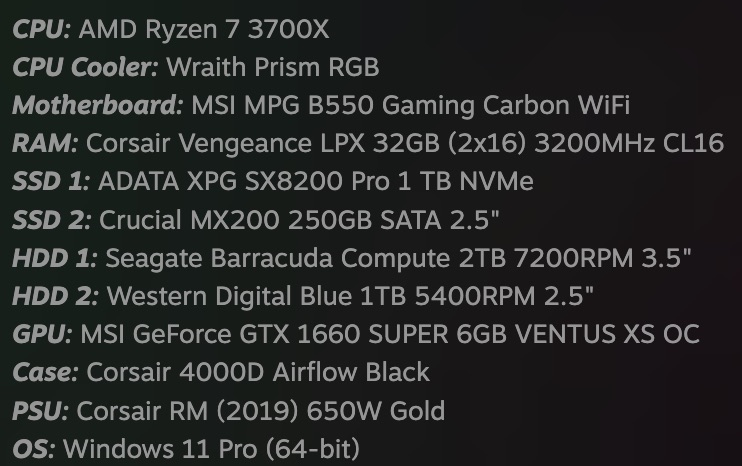 CPU: AMD Ryzen 7 3700X
CPU Cooler: Wraith Prism RGB
Motherboard: MSI MPG B550 Gaming Carbon WiFi
RAM: Corsair Vengeance LPX 32GB (2x16) 3200MHz CL16
SSD 1: ADATA XPG SX8200 Pro 1 TB NVMe
SSD 2: Crucial MX200 250GB SATA 2.5"
HDD 1: Seagate Barracuda Compute 2TB 7200RPM 3.5"
HDD 2: Western Digital Blue 1TB 5400RPM 2.5"
GPU: MSI GeForce GTX 1660 SUPER 6GB VENTUS XS OC
Case: Corsair 4000D Airflow Black
PSU: Corsair RM (2019) 650W Gold
OS: Windows 11 Pro (64-bit)